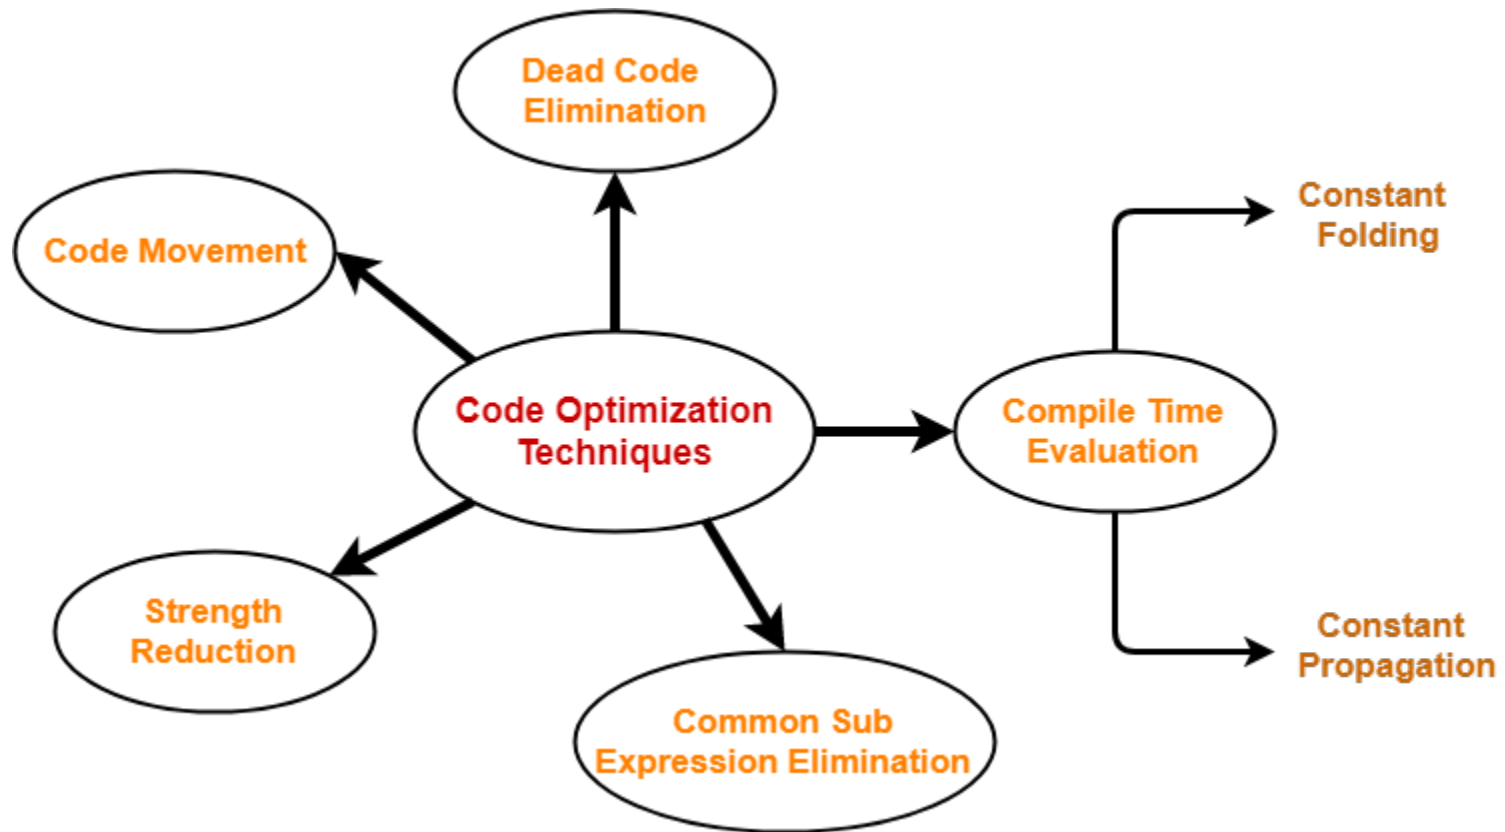 Dead Code
Elimination
Code Movement
Constant
Folding
Code Optimization
Techniques
Compile Time
Evaluation
Strength
Reduction
Constant
Propagation
Common Sub
Expression Elimination